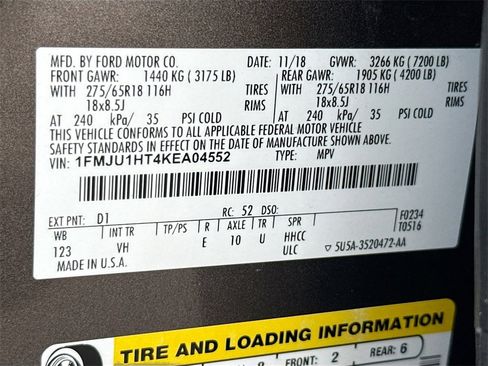 MFD. BY FORD MOTOR CO. DATE: 11/18 GVWR: 3266 KG (7200 LB)
FRONT GAWR: 1440 KG (3175 LB) REAR GAWR: 1905 KG (4200 LB)
WITH 275/65R18 116H TIRES WITH 275/65R18 116H TIRES
18x8.5J RIMS 18x8.5J RIMS
AT 240 kPa/ 35 PSI COLD AT 240 kPa/ 35 PSI COLD
THIS VEHICLE CONFORMS TO ALL APPLICABLE FEDERAL MOTOR VEHICLE
SAFETY STANDARDS IN EFFECT ON THE DATE OF MANUFACTURE SHOWN ABOVE.
VIN: 1FMJU1HT4KEA04552 TYPE: MPV
EXT PNT: D1 RC: 52 DSO: F0234
WB INT TR TP/PS R AXLE TR SPR T0516
123 VH E 10 U HHCC
ULC ▽ 5U5A-3520472-AA
MADE IN U.S.A.
TIRE AND LOADING INFORMATION
FRONT: 2 REAR: 6